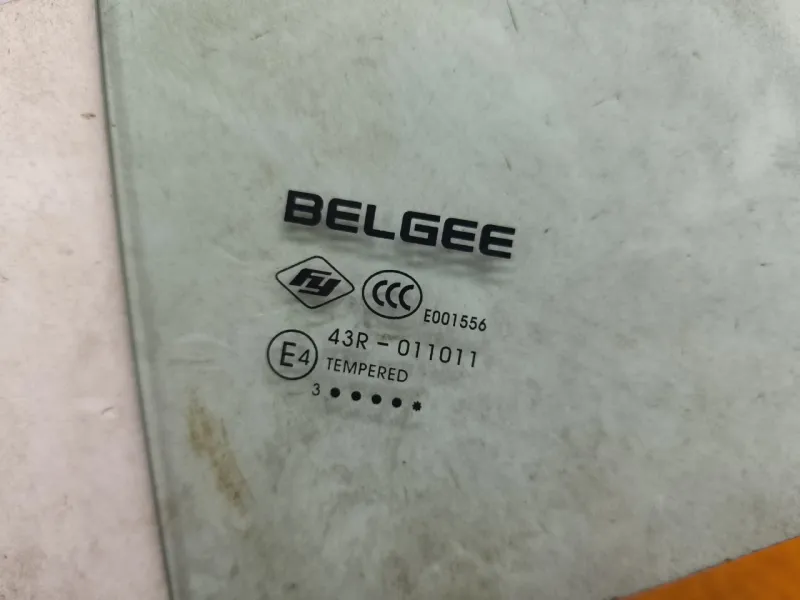 BELGEE
FY CCC E001556
E4 43R - 011011
TEMPERED
3 ●●●●✱